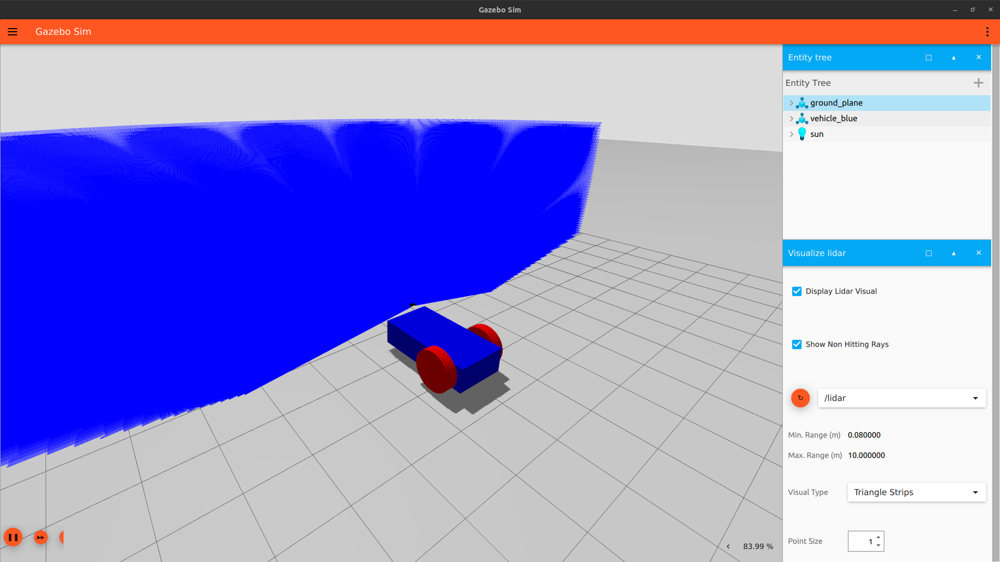 Gazebo Sim
Gazebo Sim
Entity tree
Entity Tree
ground_plane
vehicle_blue
sun
Visualize lidar
Display Lidar Visual
Show Non Hitting Rays
/lidar
Min. Range (m) 0.080000
Max. Range (m) 10.000000
Visual Type Triangle Strips
Point Size 1
83.99 %